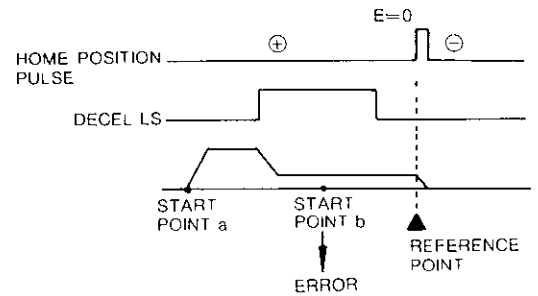 E=0
⊕
⊖
HOME POSITION
PULSE
DECEL LS
START
POINT a
START
POINT b
REFERENCE
POINT
ERROR